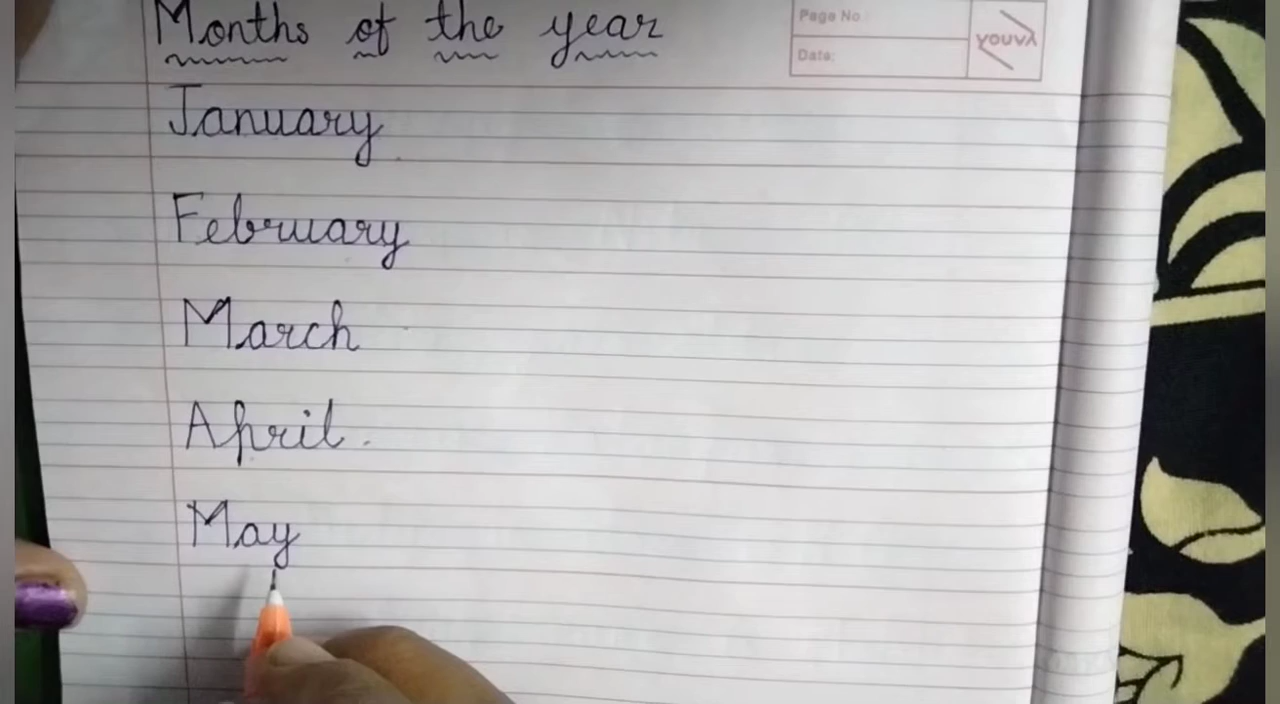 Months of the year
Page No
Date:
youva
January
February
March
April.
May